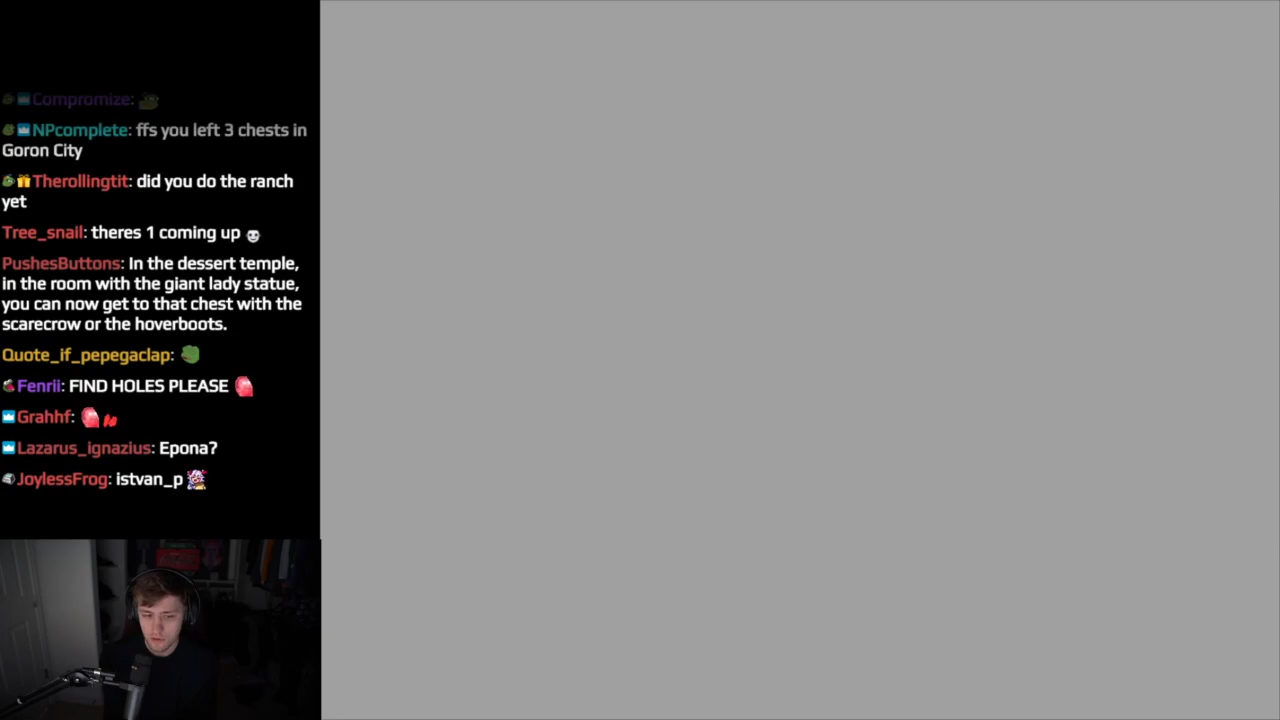 Compromize:
NPcomplete: ffs you left 3 chests in
Goron City
Therollingtit: did you do the ranch
yet
Tree_snail: theres 1 coming up
PushesButtons: In the dessert temple,
in the room with the giant lady statue,
you can now get to that chest with the
scarecrow or the hoverboots.
Quote_if_pepegaclap:
Fenrii: FIND HOLES PLEASE
Grahhf:
Lazarus_ignazius: Epona?
JoylessFrog: istvan_p